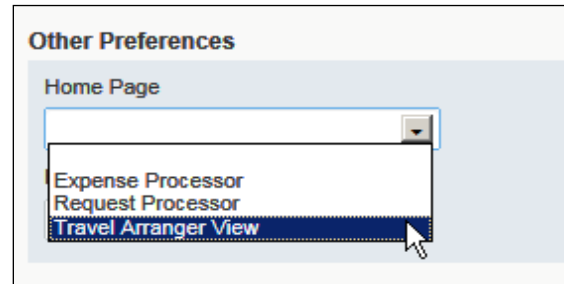 Other Preferences
Home Page
Expense Processor
Request Processor
Travel Arranger View